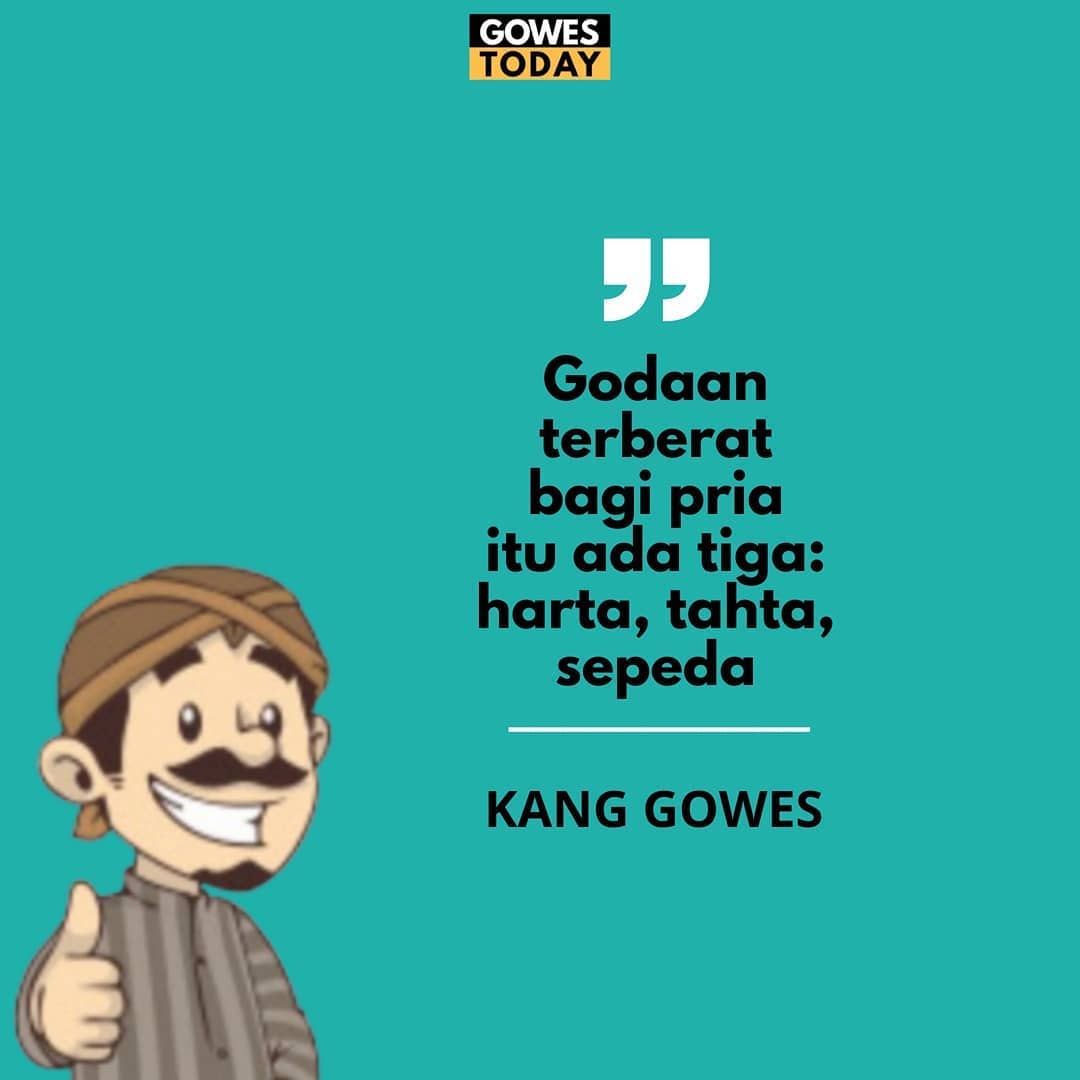 GOWES
TODAY
Godaan
terberat
bagi pria
itu ada tiga:
harta, tahta,
sepeda
KANG GOWES